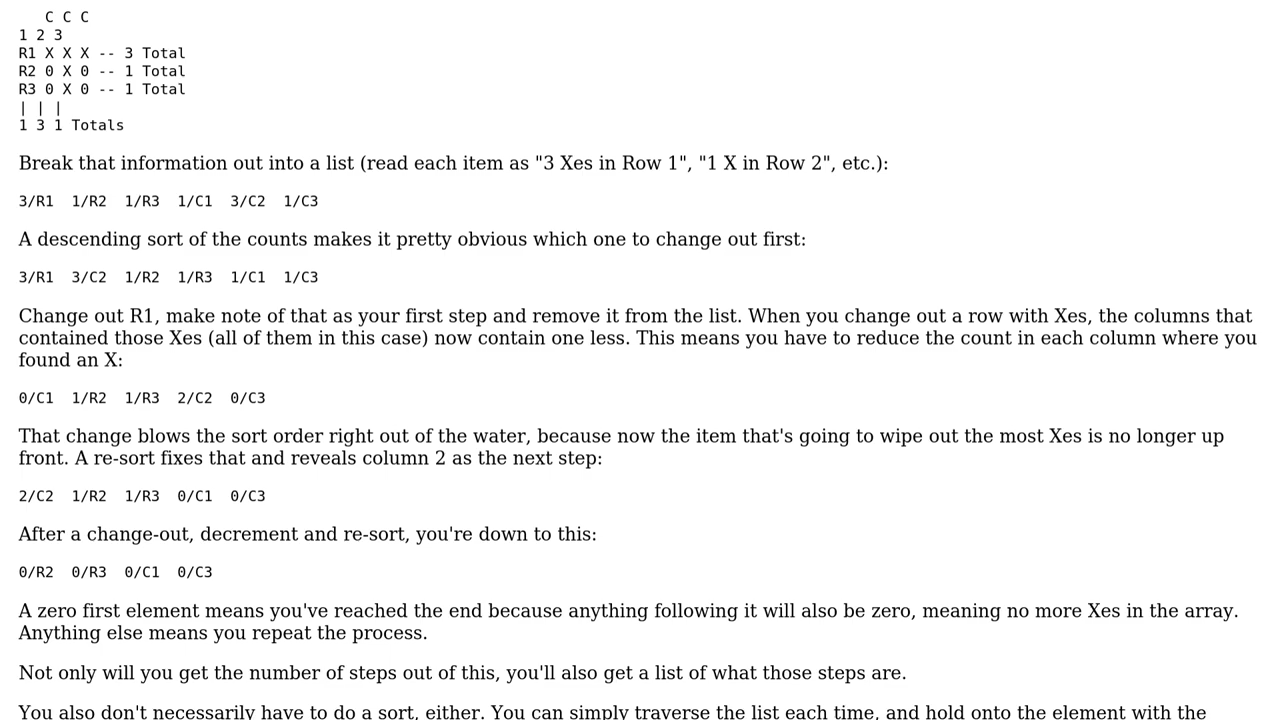 C C C
1 2 3
R1 X X X -- 3 Total
R2 0 X 0 -- 1 Total
R3 0 X 0 -- 1 Total
| | |
1 3 1 Totals
Break that information out into a list (read each item as "3 Xes in Row 1", "1 X in Row 2", etc.):
3/R1  1/R2  1/R3  1/C1  3/C2  1/C3
A descending sort of the counts makes it pretty obvious which one to change out first:
3/R1  3/C2  1/R2  1/R3  1/C1  1/C3
Change out R1, make note of that as your first step and remove it from the list. When you change out a row with Xes, the columns that
contained those Xes (all of them in this case) now contain one less. This means you have to reduce the count in each column where you
found an X:
0/C1  1/R2  1/R3  2/C2  0/C3
That change blows the sort order right out of the water, because now the item that's going to wipe out the most Xes is no longer up
front. A re-sort fixes that and reveals column 2 as the next step:
2/C2  1/R2  1/R3  0/C1  0/C3
After a change-out, decrement and re-sort, you're down to this:
0/R2  0/R3  0/C1  0/C3
A zero first element means you've reached the end because anything following it will also be zero, meaning no more Xes in the array.
Anything else means you repeat the process.
Not only will you get the number of steps out of this, you'll also get a list of what those steps are.
You also don't necessarily have to do a sort, either. You can simply traverse the list each time, and hold onto the element with the